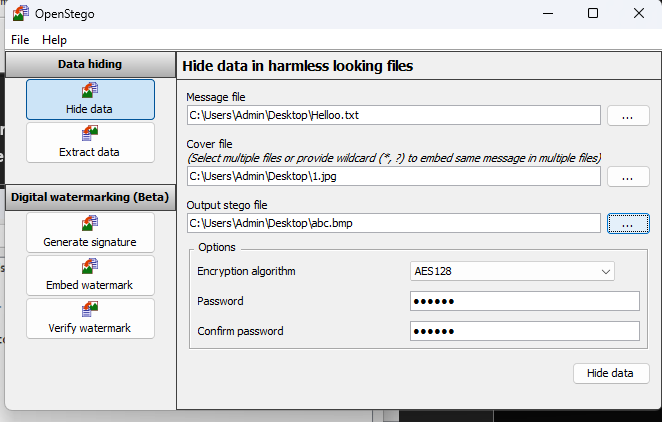 OpenStego
File Help
Data hiding
Hide data
Extract data
Digital watermarking (Beta)
Generate signature
Embed watermark
Verify watermark
Hide data in harmless looking files
Message file
C:\Users\Admin\Desktop\Helloo.txt
...
Cover file
(Select multiple files or provide wildcard (*, ?) to embed same message in multiple files)
C:\Users\Admin\Desktop\1.jpg
...
Output stego file
C:\Users\Admin\Desktop\abc.bmp
...
Options
Encryption algorithm AES128
Password ●●●●●●
Confirm password ●●●●●●
Hide data